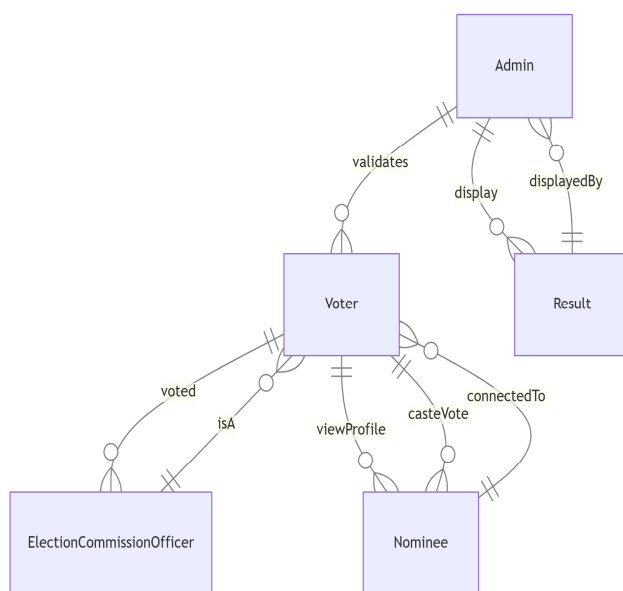 Admin
validates
displayedBy
display
Voter
Result
voted
isA
viewProfile
casteVote
connectedTo
ElectionCommissionOfficer
Nominee